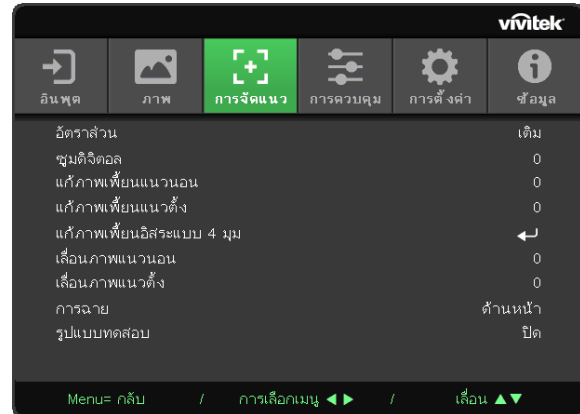 vivitek
อินพุต ภาพ การจัดแนว การควบคุม การตั้งค่า ข้อมูล
อัตราส่วน เติม
ซูมดิจิตอล 0
แก้ภาพเพี้ยนแนวนอน 0
แก้ภาพเพี้ยนแนวตั้ง 0
แก้ภาพเพี้ยนอิสระแบบ 4 มุม
เลื่อนภาพแนวนอน 0
เลื่อนภาพแนวตั้ง 0
การฉาย ด้านหน้า
รูปแบบทดสอบ ปิด
Menu= กลับ / การเลือกเมนู ◀ ▶ / เลื่อน ▲▼